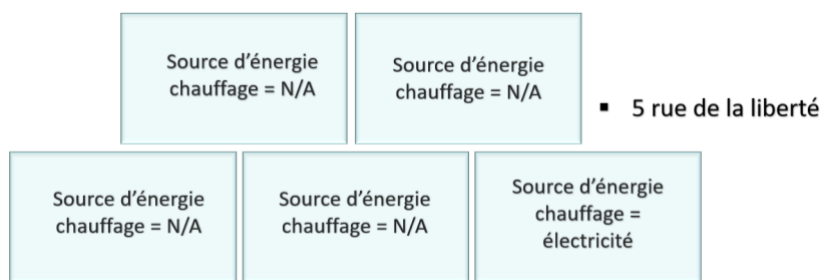 Source d’énergie
chauffage = N/A
Source d’énergie
chauffage = N/A
▪ 5 rue de la liberté
Source d’énergie
chauffage = N/A
Source d’énergie
chauffage = N/A
Source d’énergie
chauffage =
électricité